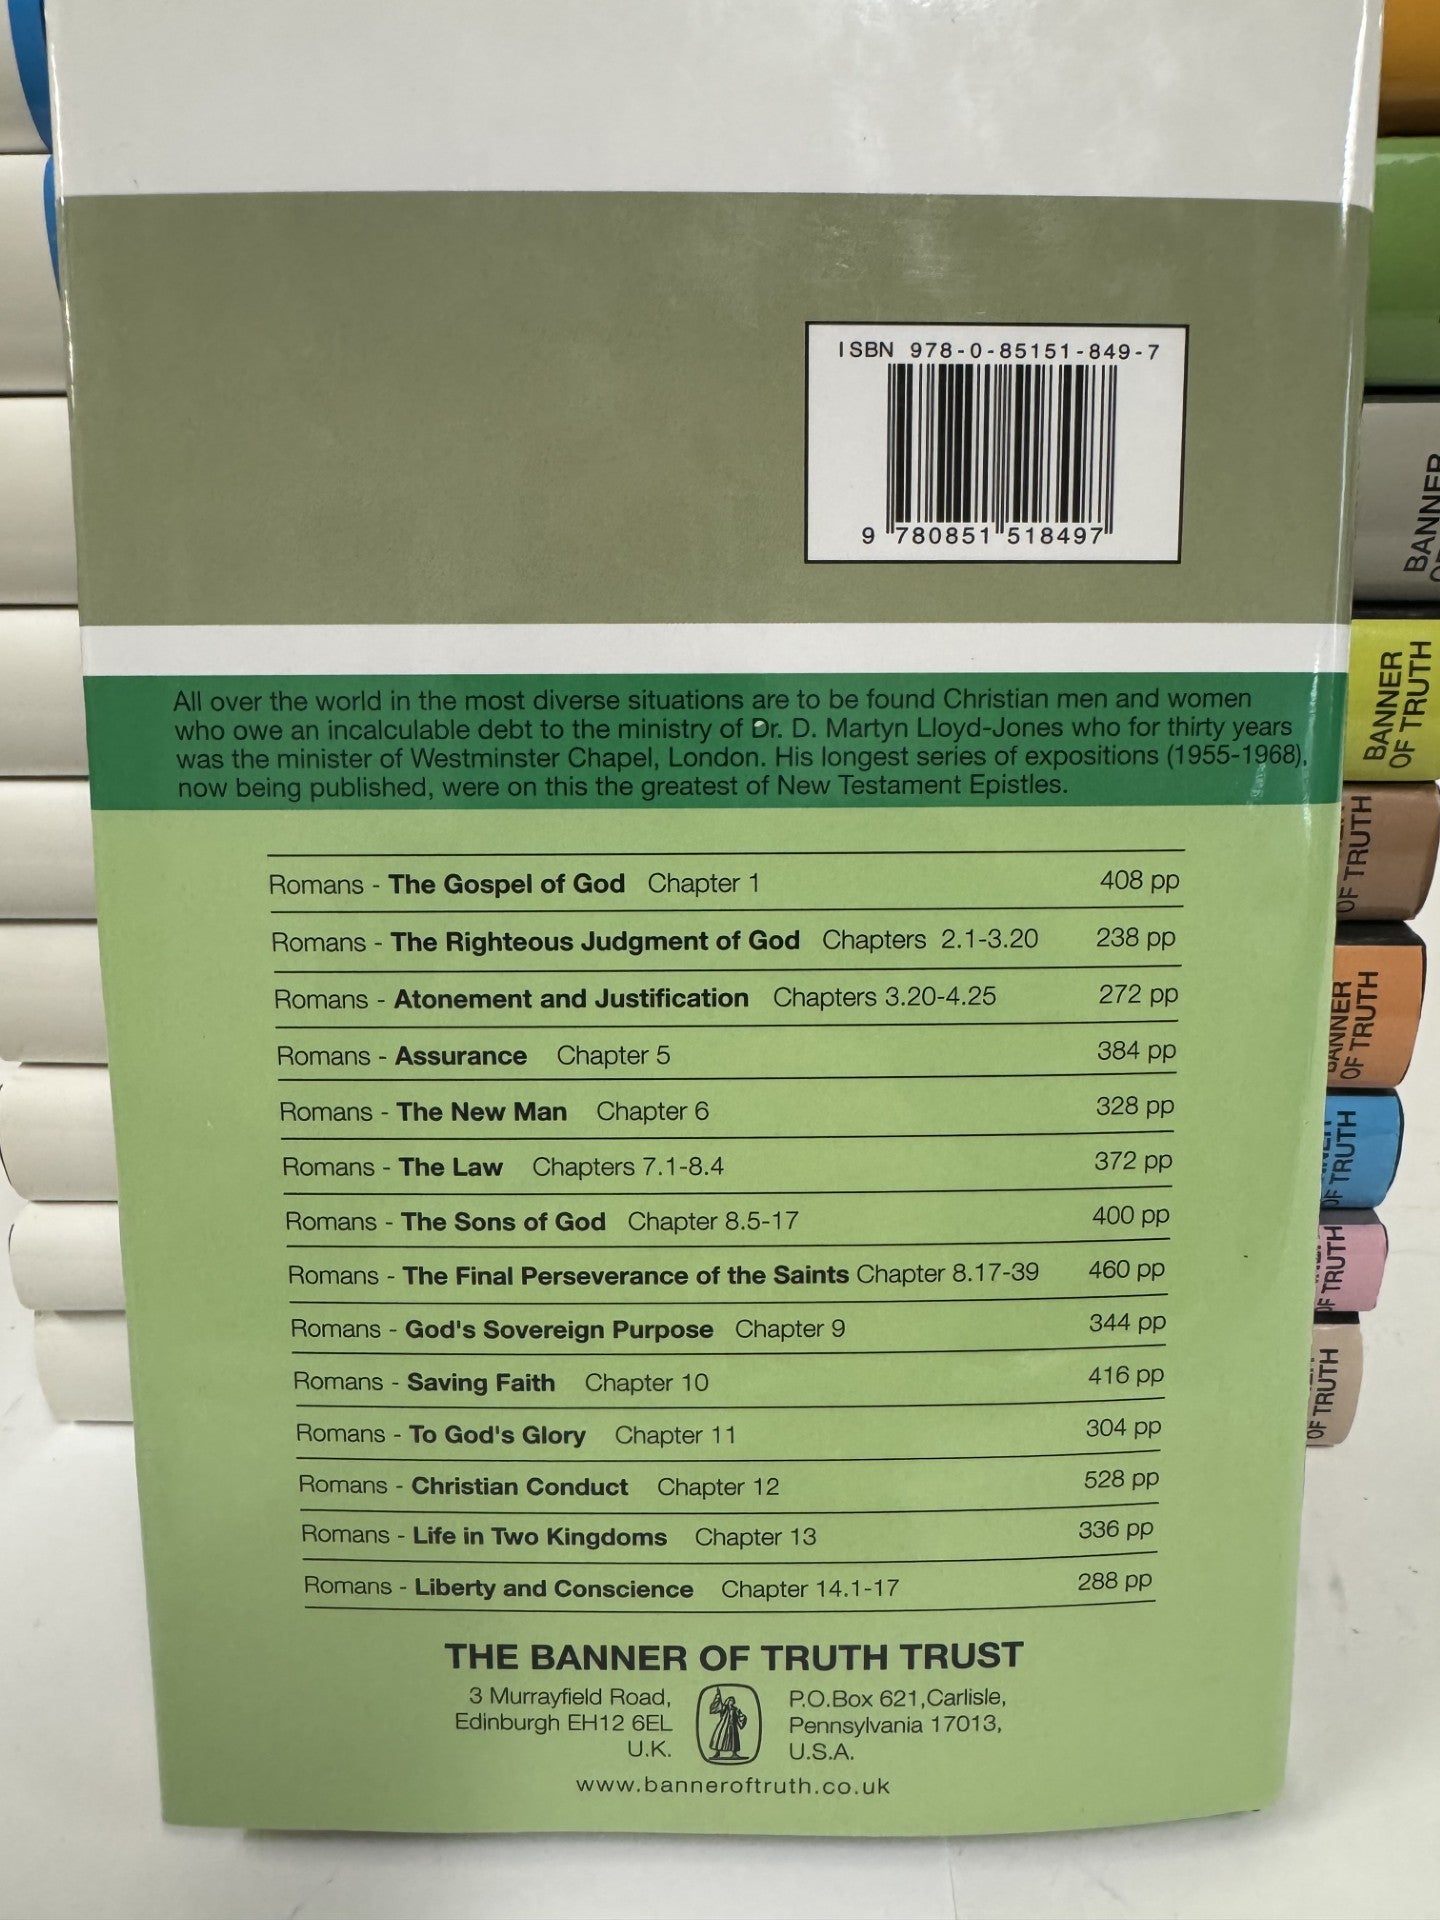 ISBN 978-0-85151-849-7
9 780851 518497
All over the world in the most diverse situations are to be found Christian men and women
who owe an incalculable debt to the ministry of Dr. D. Martyn Lloyd-Jones who for thirty years
was the minister of Westminster Chapel, London. His longest series of expositions (1955-1968),
now being published, were on this the greatest of New Testament Epistles.
Romans - The Gospel of God Chapter 1 408 pp
Romans - The Righteous Judgment of God Chapters 2.1-3.20 238 pp
Romans - Atonement and Justification Chapters 3.20-4.25 272 pp
Romans - Assurance Chapter 5 384 pp
Romans - The New Man Chapter 6 328 pp
Romans - The Law Chapters 7.1-8.4 372 pp
Romans - The Sons of God Chapter 8.5-17 400 pp
Romans - The Final Perseverance of the Saints Chapter 8.17-39 460 pp
Romans - God's Sovereign Purpose Chapter 9 344 pp
Romans - Saving Faith Chapter 10 416 pp
Romans - To God's Glory Chapter 11 304 pp
Romans - Christian Conduct Chapter 12 528 pp
Romans - Life in Two Kingdoms Chapter 13 336 pp
Romans - Liberty and Conscience Chapter 14.1-17 288 pp
THE BANNER OF TRUTH TRUST
3 Murrayfield Road,
Edinburgh EH12 6EL
U.K.
P.O.Box 621,Carlisle,
Pennsylvania 17013,
U.S.A.
www.banneroftruth.co.uk
BANNER
BANNER
OF TRUTH
OF TRUTH
BANNER
OF TRUTH
TRUTH
OF TRUTH
OF TRUTH